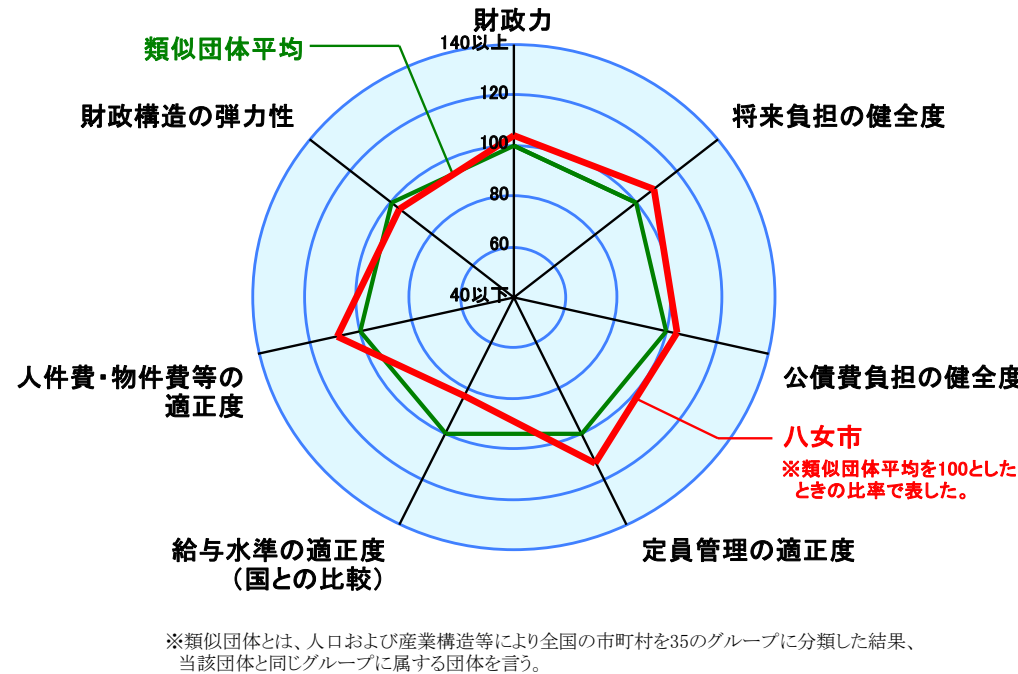 財政力
140以上
類似団体平均
120
財政構造の弾力性
将来負担の健全度
100
80
60
40以下
人件費・物件費等の
適正度
公債費負担の健全度
八女市
※類似団体平均を100とした
ときの比率で表した。
給与水準の適正度
（国との比較）
定員管理の適正度
※類似団体とは、人口および産業構造等により全国の市町村を35のグループに分類した結果、
当該団体と同じグループに属する団体を言う。